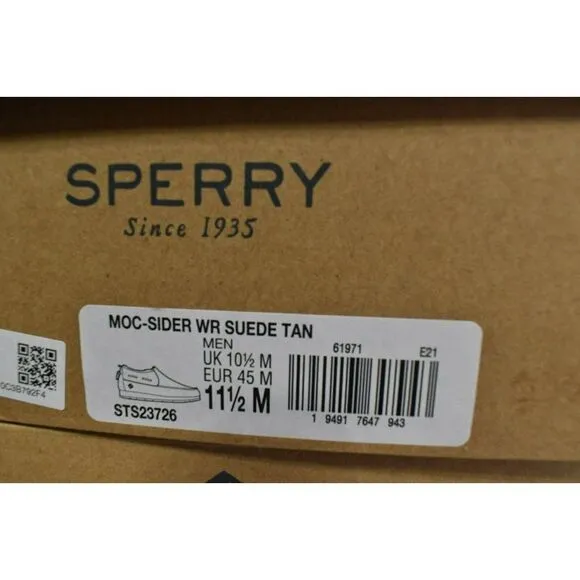 SPERRY
Since 1935
MOC-SIDER WR SUEDE TAN
MEN
UK 10½ M
EUR 45 M
11½ M
STS23726
61971
E21
1 9491 7647 943
0C3B792F4